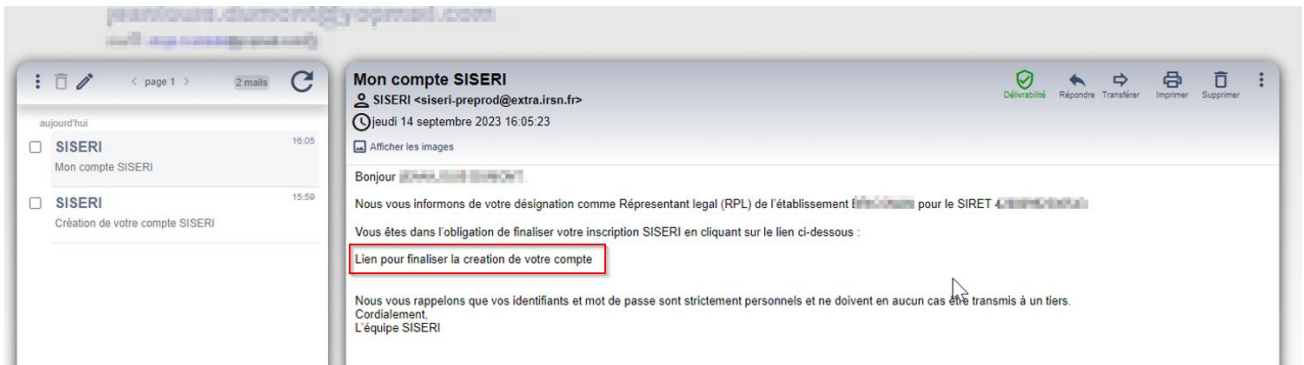 < page 1 >
2 mails
aujourd'hui
SISERI
16:05
Mon compte SISERI
SISERI
15:59
Création de votre compte SISERI
Mon compte SISERI
SISERI <siseri-preprod@extra.irsn.fr>
jeudi 14 septembre 2023 16:05:23
Afficher les images
Délivrabilité
Répondre
Transférer
Imprimer
Supprimer
Bonjour
Nous vous informons de votre désignation comme Répresentant legal (RPL) de l'établissement pour le SIRET
Vous êtes dans l'obligation de finaliser votre inscription SISERI en cliquant sur le lien ci-dessous :
Lien pour finaliser la creation de votre compte
Nous vous rappelons que vos identifiants et mot de passe sont strictement personnels et ne doivent en aucun cas être transmis à un tiers.
Cordialement,
L'équipe SISERI